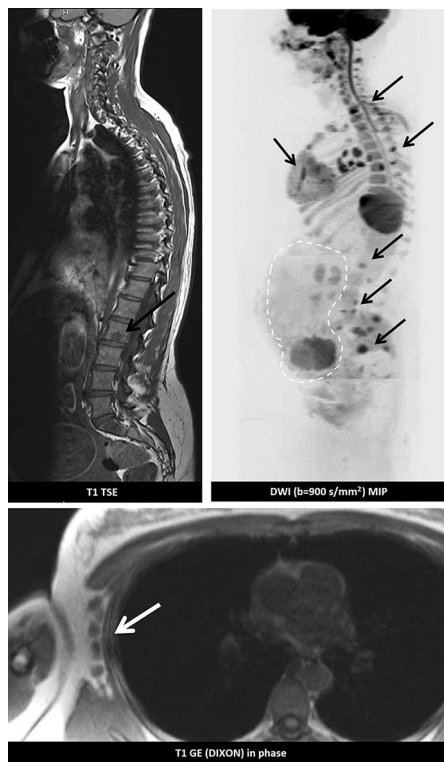 H
T1 TSE
DWI (b=900 s/mm²) MIP
T1 GE (DIXON) in phase